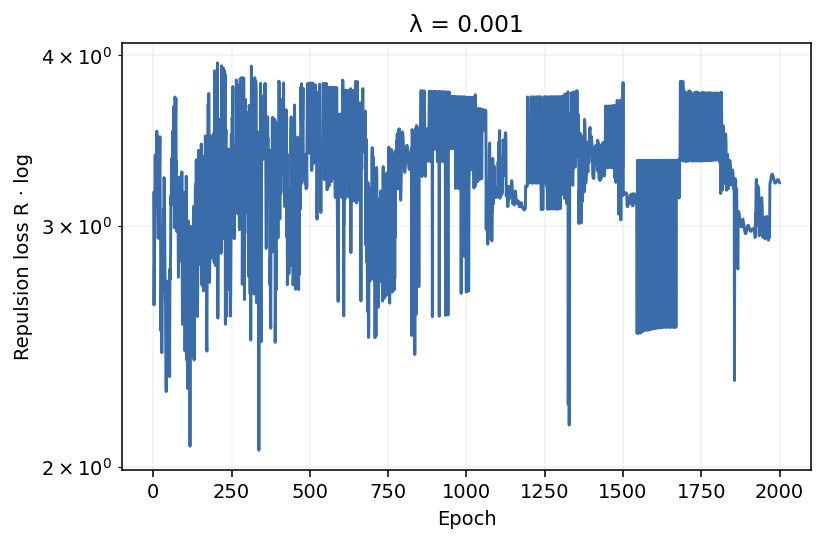 λ = 0.001
Repulsion loss R · log
4 × 10⁰
3 × 10⁰
2 × 10⁰
0 250 500 750 1000 1250 1500 1750 2000
Epoch